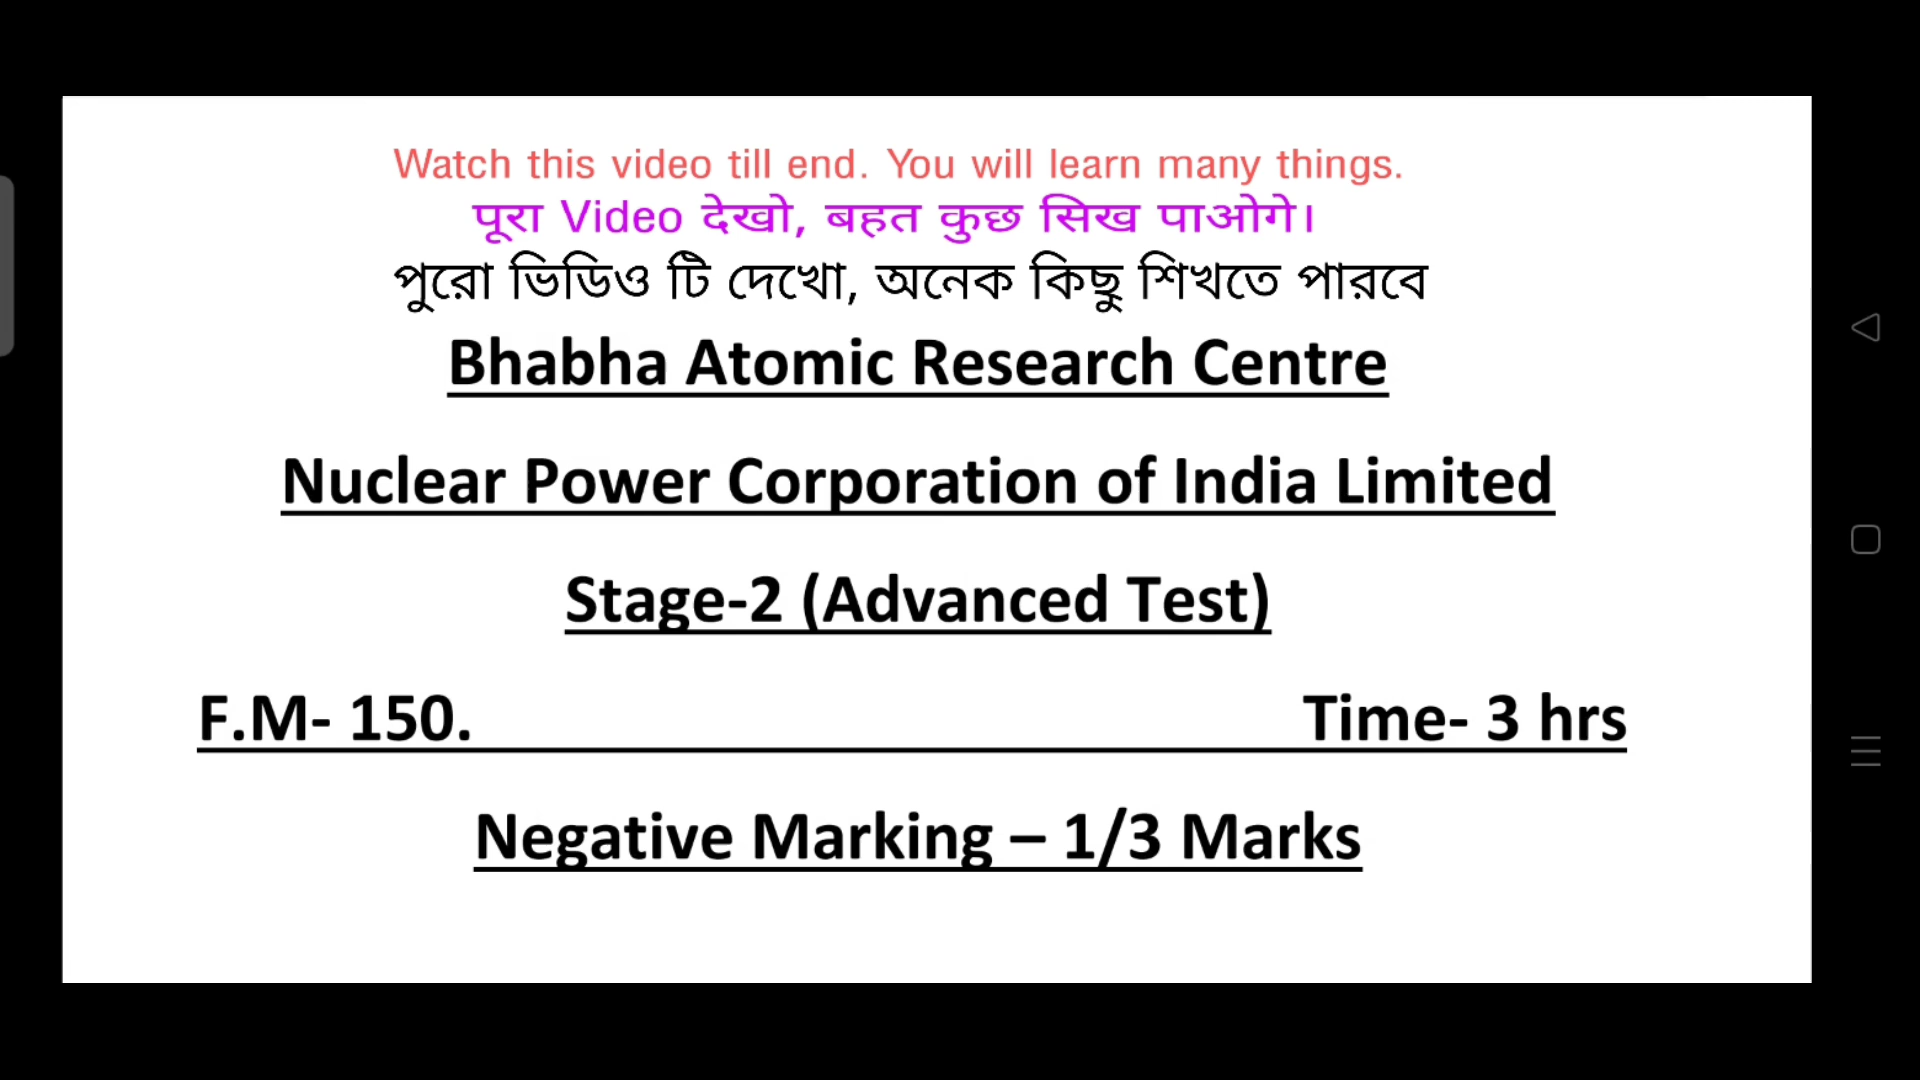 Watch this video till end. You will learn many things.
पूरा Video देखो, बहत कुछ सिख पाओगे।
পুরো ভিডিও টি দেখো, অনেক কিছু শিখতে পারবে
Bhabha Atomic Research Centre
Nuclear Power Corporation of India Limited
Stage-2 (Advanced Test)
F.M- 150. Time- 3 hrs
Negative Marking – 1/3 Marks